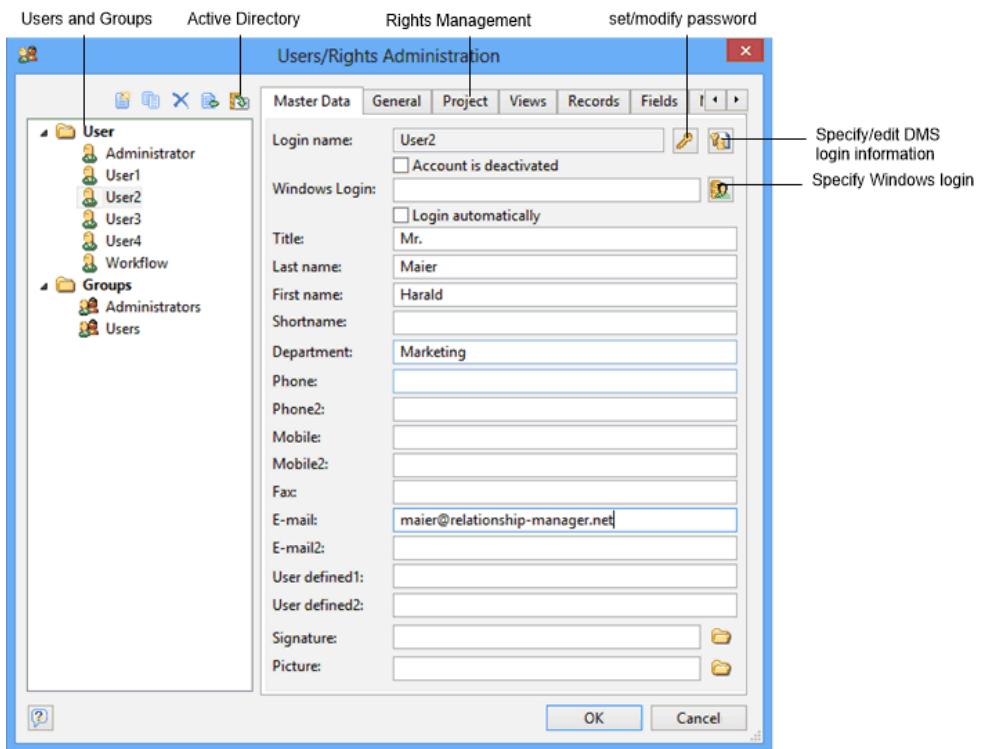 Users and Groups Active Directory Rights Management set/modify password
Users/Rights Administration
Master Data General Project Views Records Fields
User
Administrator
User1
User2
User3
User4
Workflow
Groups
Administrators
Users
Login name: User2
Account is deactivated
Windows Login:
Login automatically
Title: Mr.
Last name: Maier
First name: Harald
Shortname:
Department: Marketing
Phone:
Phone2:
Mobile:
Mobile2:
Fax:
E-mail: maier@relationship-manager.net
E-mail2:
User defined1:
User defined2:
Signature:
Picture:
OK Cancel
Specify/edit DMS
login information
Specify Windows login